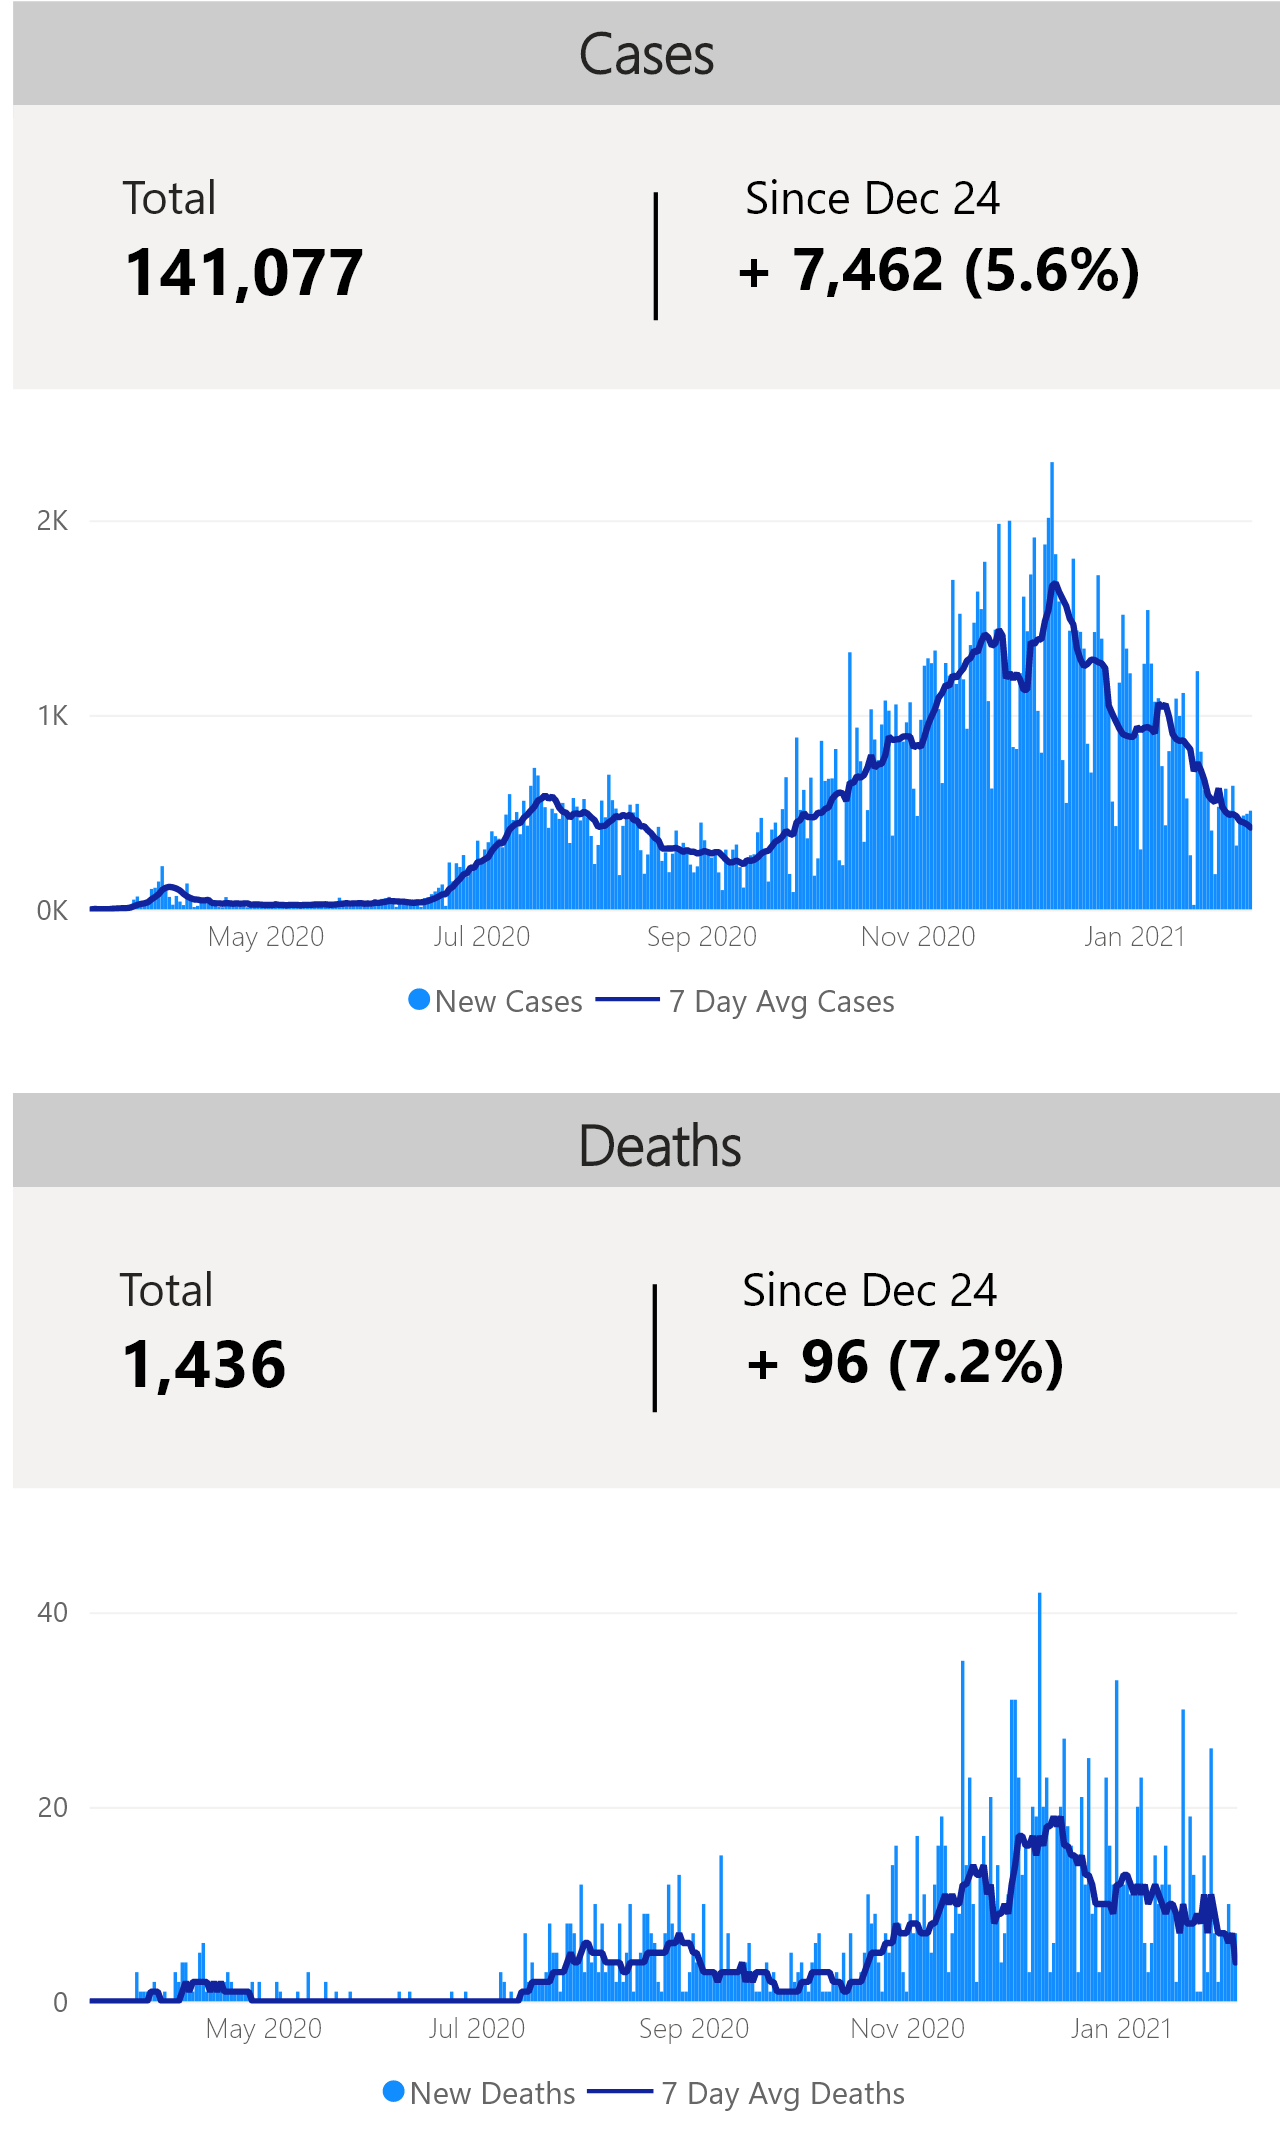 Cases
Total
Since Dec 24
141,077
+ 7,462 (5.6%)
2K
1K
0K
May 2020 Jul 2020 Sep 2020 Nov 2020 Jan 2021
New Cases 7 Day Avg Cases
Deaths
Total
Since Dec 24
1,436
+ 96 (7.2%)
40
20
0
May 2020 Jul 2020 Sep 2020 Nov 2020 Jan 2021
New Deaths 7 Day Avg Deaths